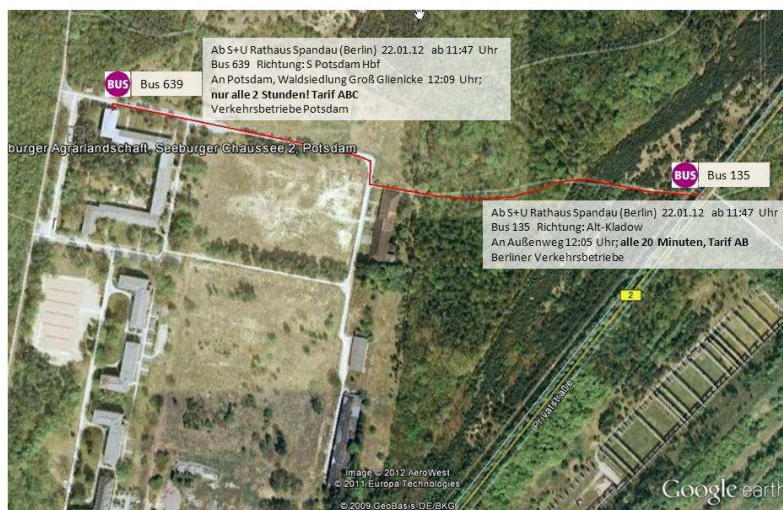 Ab S+U Rathaus Spandau (Berlin) 22.01.12 ab 11:47 Uhr
Bus 639 Richtung: S Potsdam Hbf
An Potsdam, Waldsiedlung Groß Glienicke 12:09 Uhr;
nur alle 2 Stunden! Tarif ABC
Verkehrsbetriebe Potsdam
BUS
Bus 639
burger Agrarlandschaft, Seeburger Chaussee 2, Potsdam
BUS
Bus 135
Ab S+U Rathaus Spandau (Berlin) 22.01.12 ab 11:47 Uhr
Bus 135 Richtung: Alt-Kladow
An Außenweg 12:05 Uhr; alle 20 Minuten, Tarif AB
Berliner Verkehrsbetriebe
2
Privatstraße
Image © 2012 AeroWest
© 2011 Europa Technologies
© 2009 GeoBasis-DE/BKG
Google earth